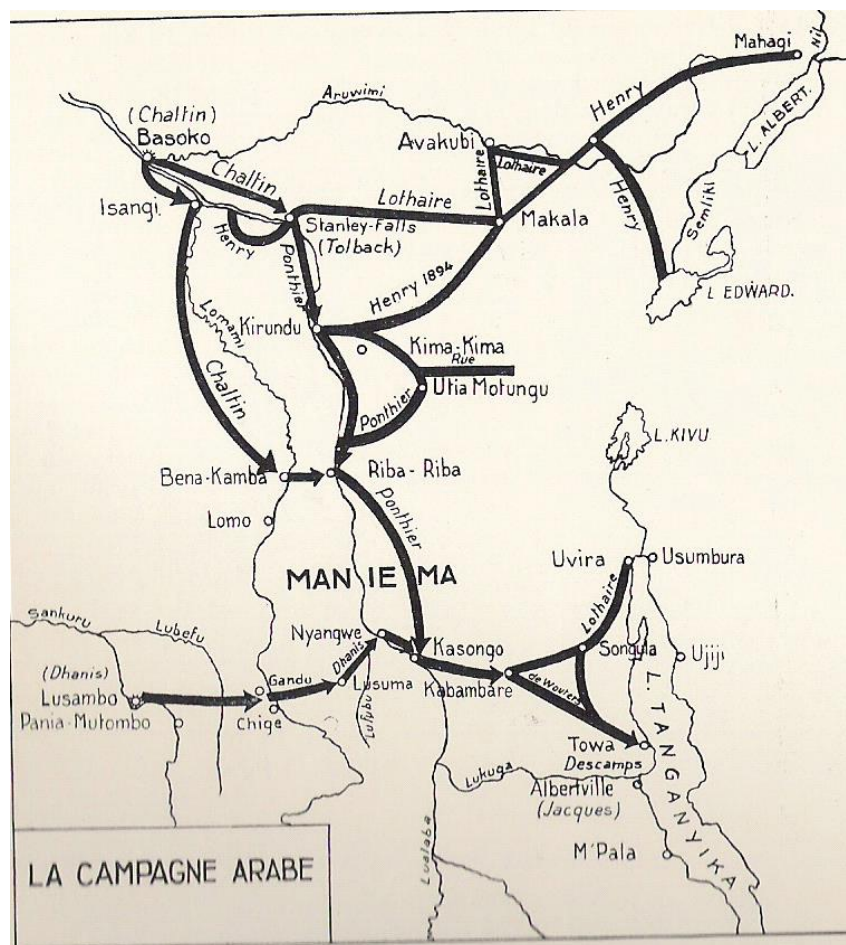 Mahagi
Nil
Henry
L. ALBERT.
Aruwimi
(Chaltin)
Basoko
Avakubi
Lothaire
Lothaire
Chaltin
Henry
Semliki
Isangi.
Lothaire
Henry
Stanley-Falls
(Tolback)
Makala
Ponthier
Henry 1894
L EDWARD.
Lomami
Kirundu
Kima-Kima
Rue
Utia Motungu
Chaltin
Ponthier
L. KIVU
Bena-Kamba
Riba-Riba
Ponthier
Lomo
Uvira
Usumbura
MANIEMA
Lothaire
Sankuru
Lubefu
Nyangwe
Kasongo
Songula
Ujiji
(Dhanis)
Gandu
Dhanis
Lusambo
Lusuma
Kabambare
de Wouters
L. TANGANYIKA
Pania-Mutombo
Chige
Lufubu
Towa
Descamps
Lukuga
Albertville
(Jacques)
M'Pala
Lualaba
LA CAMPAGNE ARABE